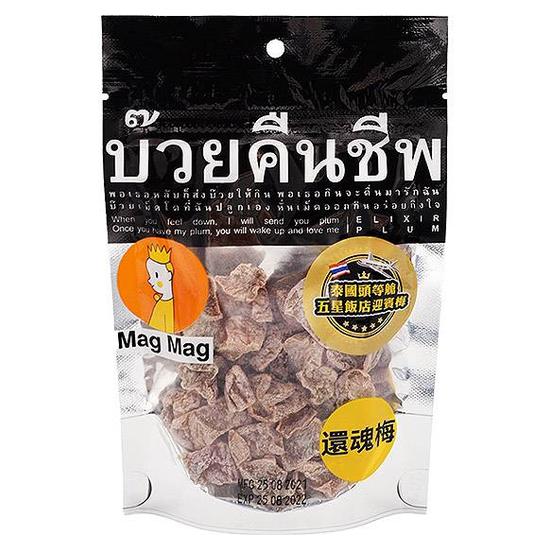 บ๊วยคืนชีพ
พอเธอหลับก็ส่งบ๊วยให้กิน พอเธอกินจะตื่นมารักฉัน
บ๊วยเม็ดโตที่ฉันปลูกเอง หั่นเม็ดออกกินอร่อยถึงใจ
When you feel down, I will send you plum
Once you have my plum, you will wake up and love me
ELIXIR
PLUM
Mag Mag
泰國頭等艙
五星飯店迎賓梅
還魂梅
MFG 25 08 2021
EXP 25 08 2022